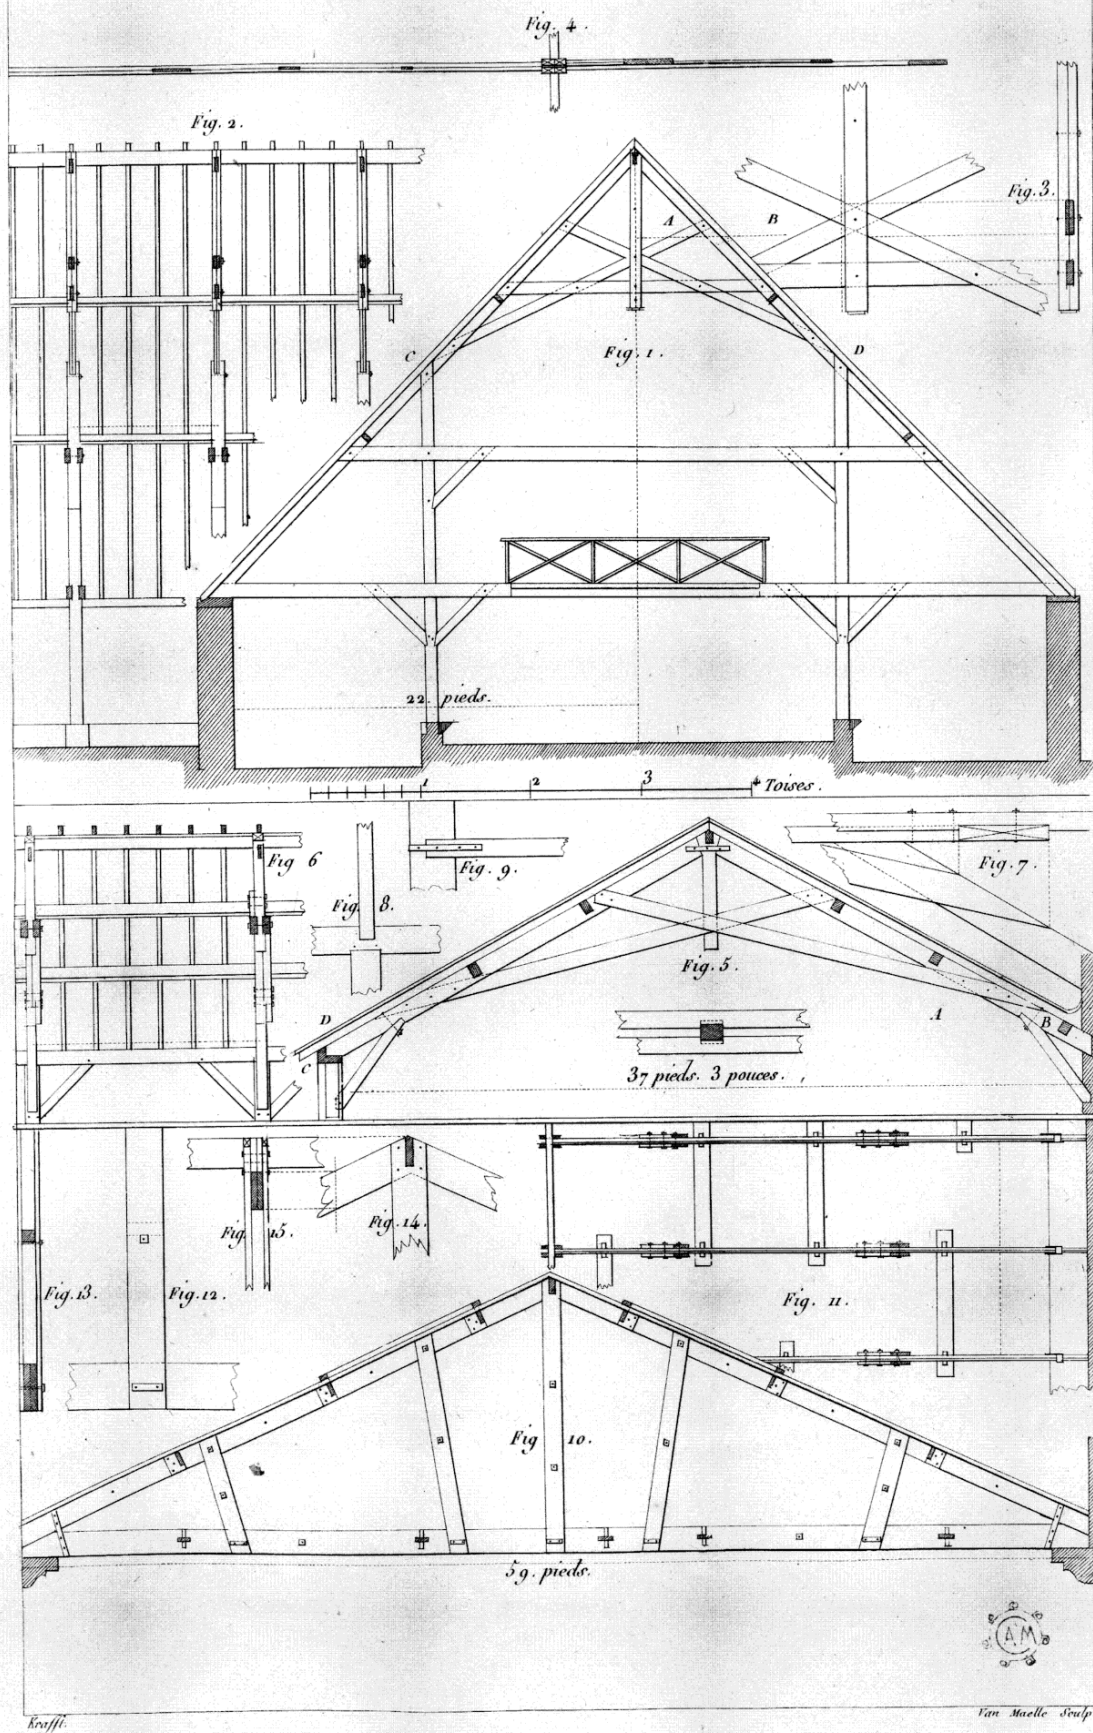 Fig. 4.
Fig. 2.
A
B
Fig. 3.
C
Fig. 1.
D
22. pieds.
1 2 3 4 Toises.
Fig 6
Fig. 9.
Fig. 7.
Fig. 8.
Fig. 5.
D
A
B
C
37 pieds. 3 pouces.
Fig. 15.
Fig. 14.
Fig. 13.
Fig. 12.
Fig. 11.
Fig 10.
59. pieds.
AM
Krafft.
Van Maelle Sculp